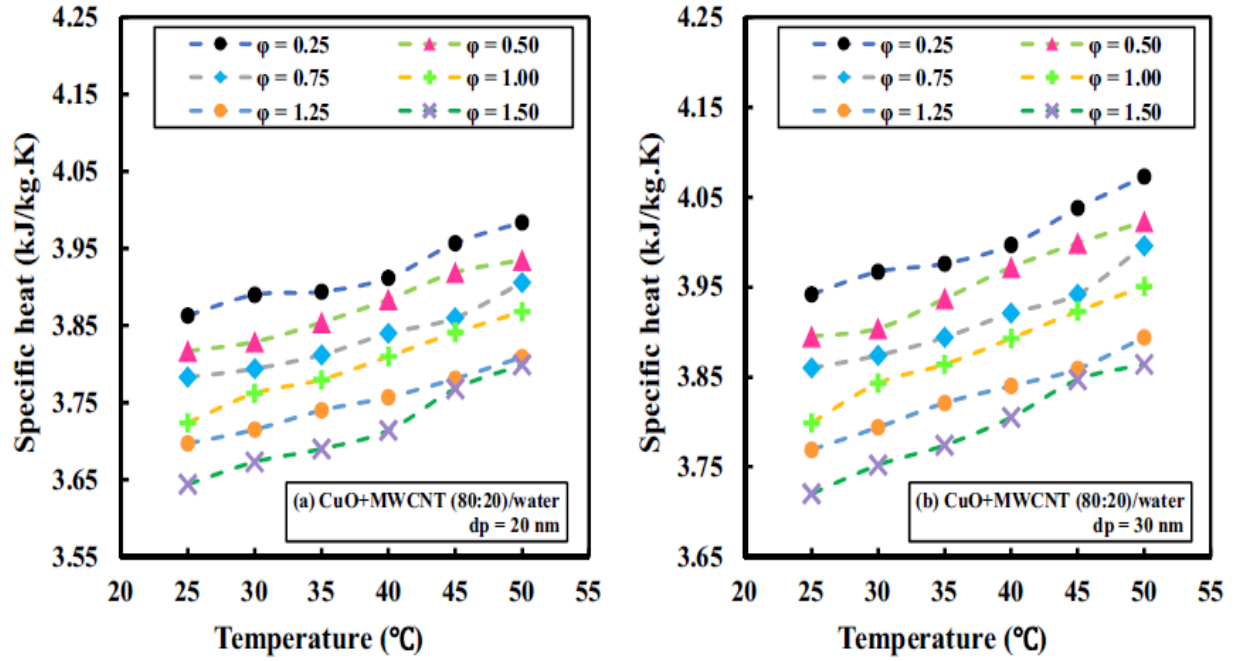 4.25
4.15
4.05
3.95
3.85
3.75
3.65
3.55
Specific heat (kJ/kg.K)
φ = 0.25
φ = 0.50
φ = 0.75
φ = 1.00
φ = 1.25
φ = 1.50
(a) CuO+MWCNT (80:20)/water
dp = 20 nm
20 25 30 35 40 45 50 55
Temperature (℃)
4.25
4.15
4.05
3.95
3.85
3.75
3.65
Specific heat (kJ/kg.K)
φ = 0.25
φ = 0.50
φ = 0.75
φ = 1.00
φ = 1.25
φ = 1.50
(b) CuO+MWCNT (80:20)/water
dp = 30 nm
20 25 30 35 40 45 50 55
Temperature (℃)